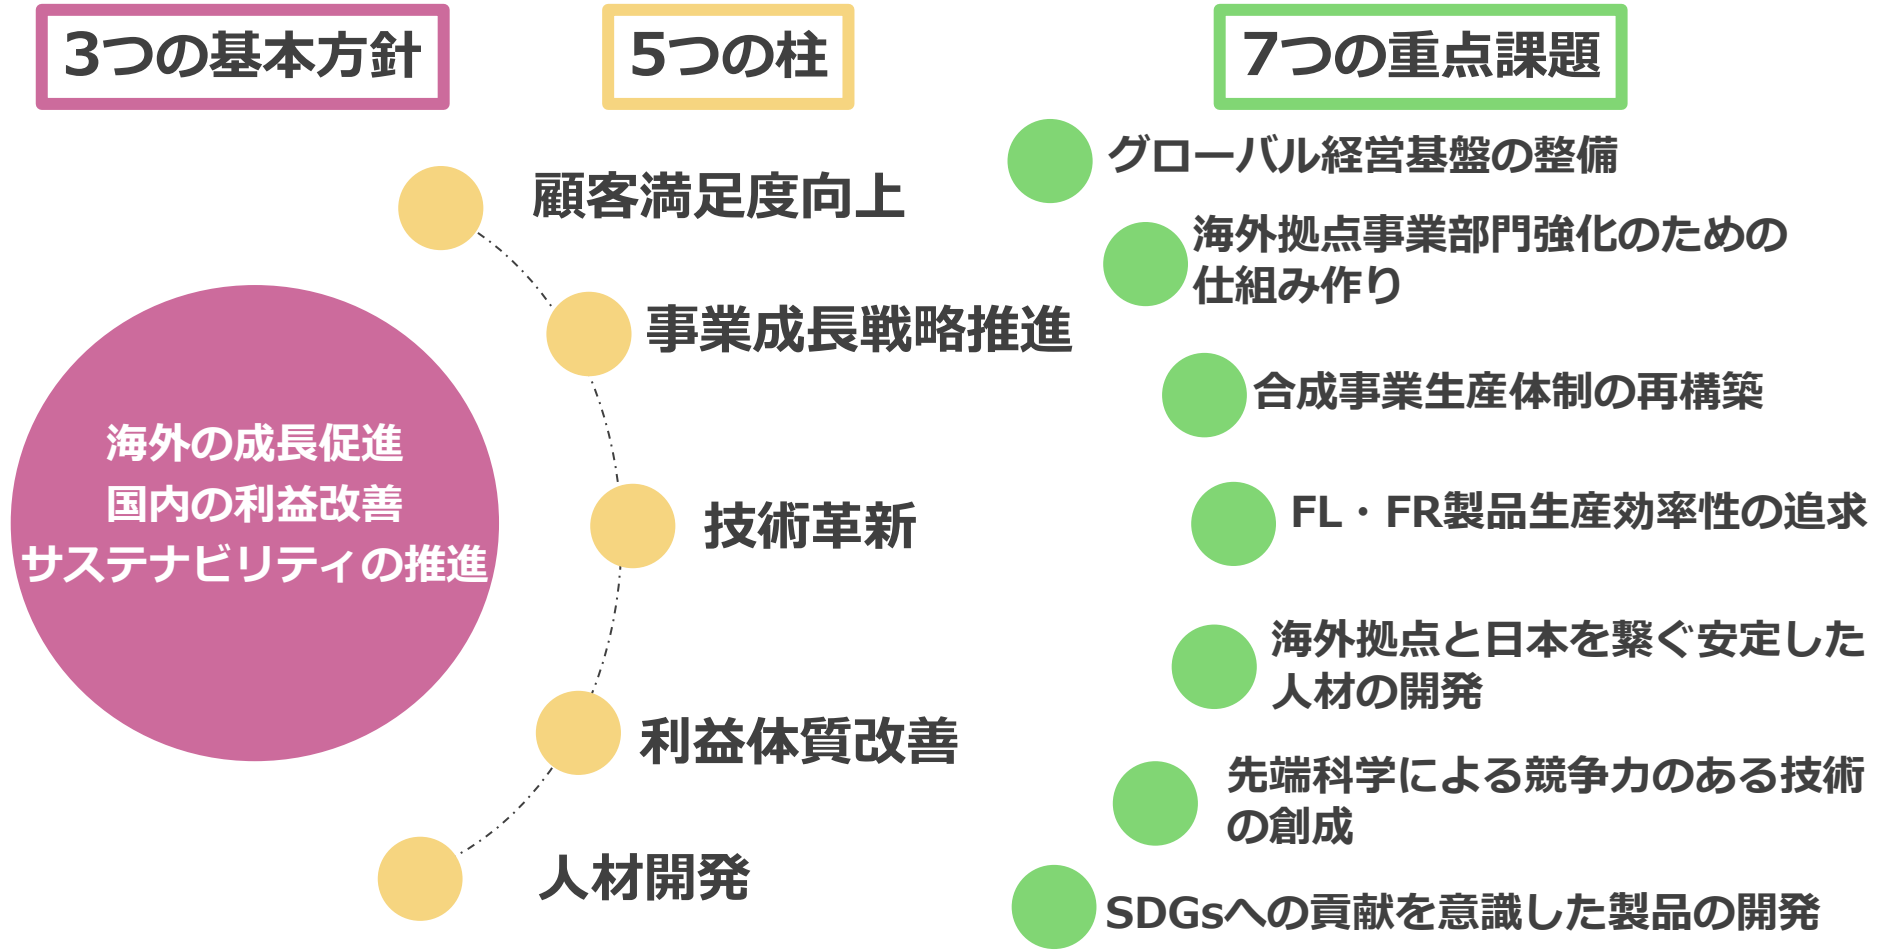 3つの基本方針
海外の成長促進
国内の利益改善
サステナビリティの推進
5つの柱
顧客満足度向上
事業成長戦略推進
技術革新
利益体質改善
人材開発
7つの重点課題
グローバル経営基盤の整備
海外拠点事業部門強化のための
仕組み作り
合成事業生産体制の再構築
FL・FR製品生産効率性の追求
海外拠点と日本を繋ぐ安定した
人材の開発
先端科学による競争力のある技術
の創成
SDGsへの貢献を意識した製品の開発